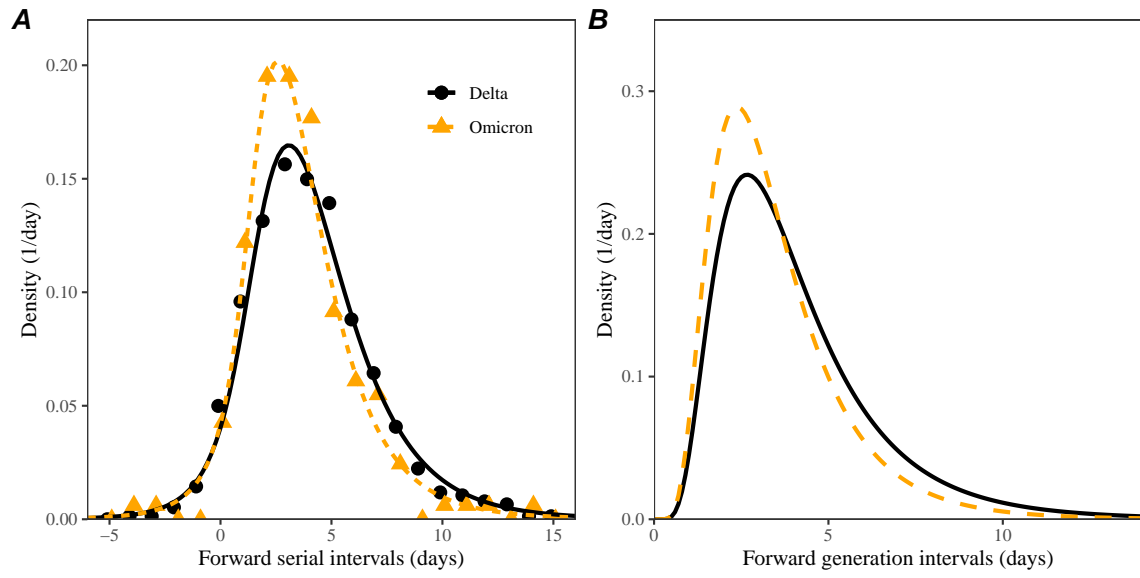 A
Density (1/day)
0.20
0.15
0.10
0.05
0.00
−5
0
5
10
15
Forward serial intervals (days)
Delta
Omicron
B
Density (1/day)
0.3
0.2
0.1
0.0
0
5
10
Forward generation intervals (days)